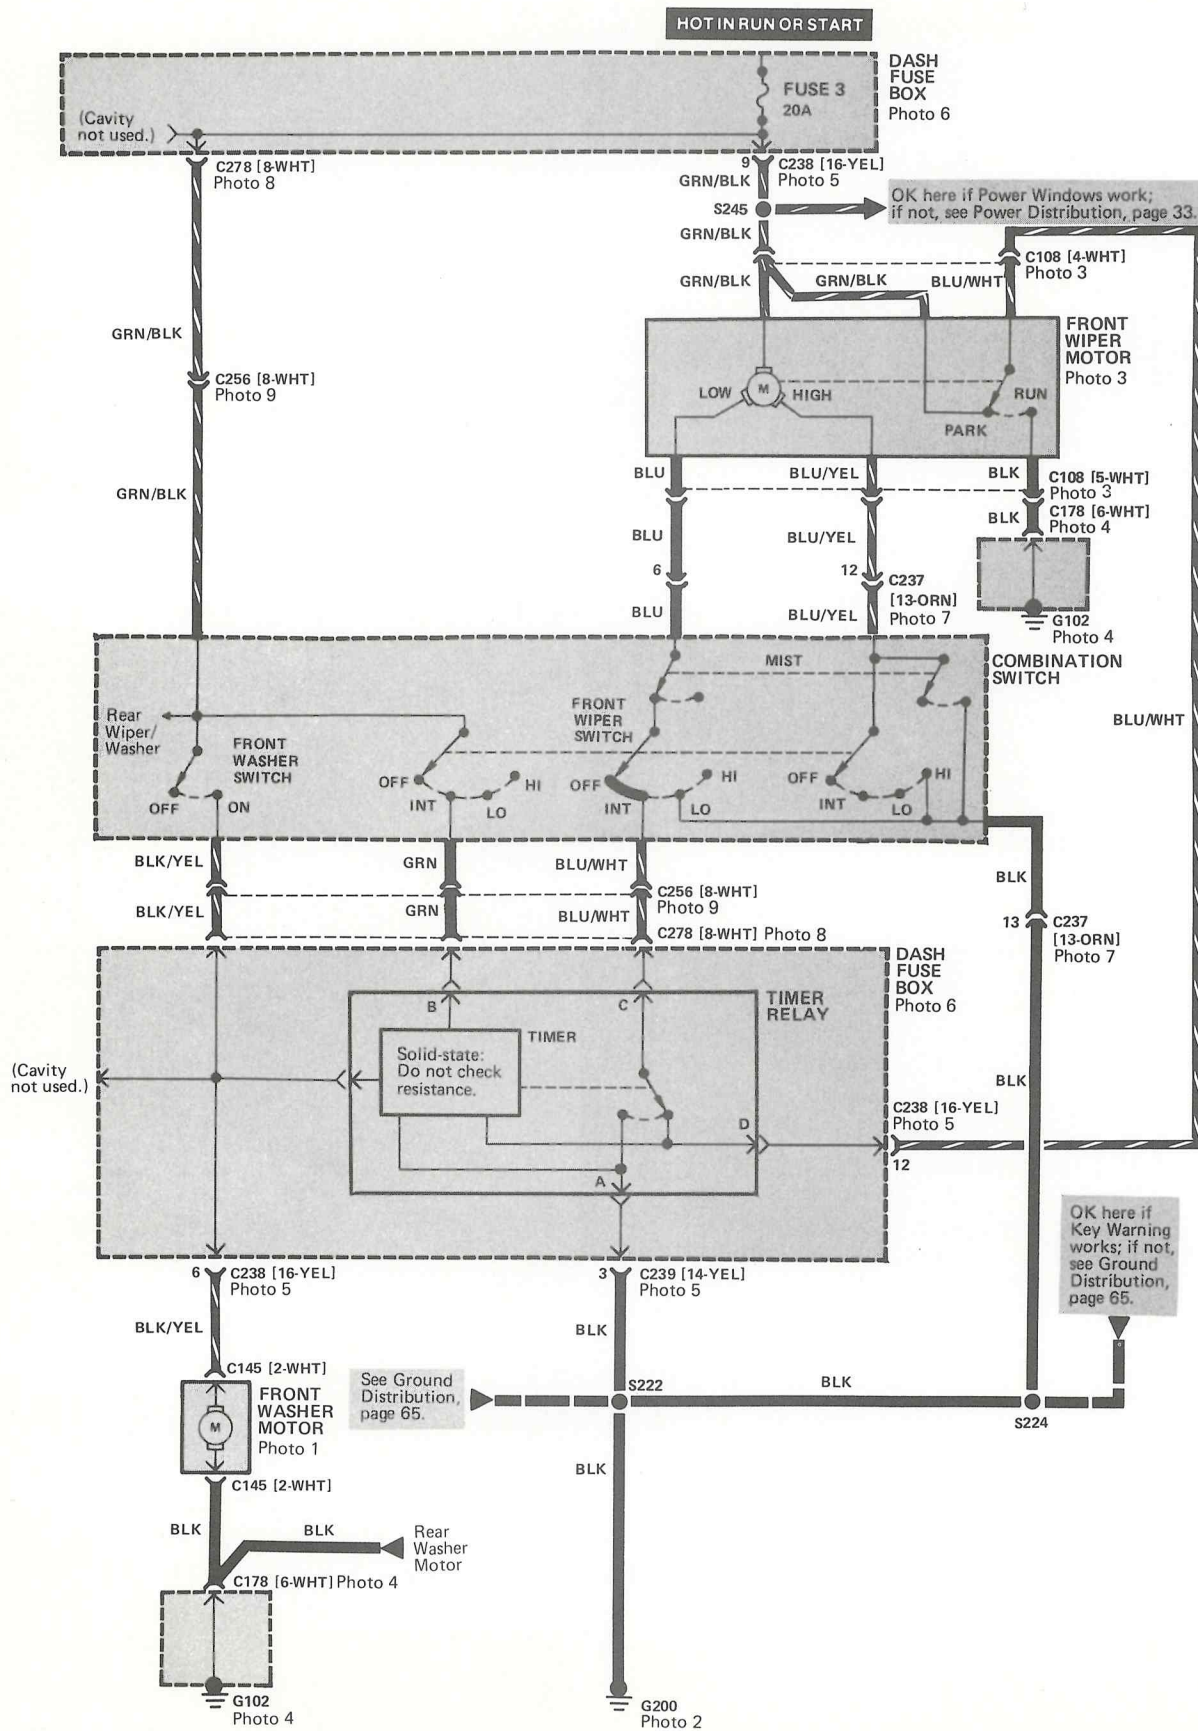 HOT IN RUN OR START
DASH
FUSE
BOX
Photo 6
FUSE 3
20A
(Cavity
not used.)
C278 [8-WHT]
Photo 8
9
C238 [16-YEL]
Photo 5
GRN/BLK
S245
OK here if Power Windows work;
if not, see Power Distribution, page 33.
GRN/BLK
C108 [4-WHT]
Photo 3
GRN/BLK
GRN/BLK
BLU/WHT
GRN/BLK
FRONT
WIPER
MOTOR
Photo 3
C256 [8-WHT]
Photo 9
LOW
M
HIGH
RUN
PARK
GRN/BLK
BLU
BLU/YEL
BLK
C108 [5-WHT]
Photo 3
BLK
C178 [6-WHT]
Photo 4
BLU
BLU/YEL
6
12
C237
[13-ORN]
Photo 7
BLU
BLU/YEL
G102
Photo 4
COMBINATION
SWITCH
MIST
Rear
Wiper/
Washer
FRONT
WASHER
SWITCH
FRONT
WIPER
SWITCH
BLU/WHT
OFF
ON
OFF
INT
LO
HI
OFF
INT
LO
HI
OFF
INT
LO
HI
BLK/YEL
GRN
BLU/WHT
BLK
C256 [8-WHT]
Photo 9
BLK/YEL
GRN
BLU/WHT
C278 [8-WHT] Photo 8
13
C237
[13-ORN]
Photo 7
DASH
FUSE
BOX
Photo 6
B
C
TIMER
RELAY
TIMER
Solid-state:
Do not check
resistance.
(Cavity
not used.)
BLK
D
C238 [16-YEL]
Photo 5
12
A
OK here if
Key Warning
works; if not,
see Ground
Distribution,
page 65.
6
C238 [16-YEL]
Photo 5
3
C239 [14-YEL]
Photo 5
BLK/YEL
BLK
C145 [2-WHT]
FRONT
WASHER
MOTOR
Photo 1
M
See Ground
Distribution,
page 65.
S222
BLK
S224
C145 [2-WHT]
BLK
BLK
BLK
Rear
Washer
Motor
C178 [6-WHT] Photo 4
G102
Photo 4
G200
Photo 2